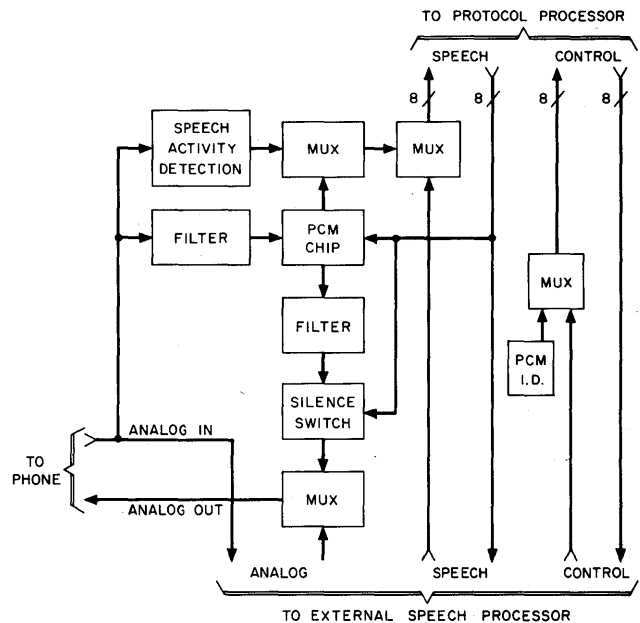 TO PROTOCOL PROCESSOR
SPEECH
CONTROL
8
8
8
8
SPEECH
ACTIVITY
DETECTION
MUX
MUX
FILTER
PCM
CHIP
MUX
FILTER
PCM
I.D.
SILENCE
SWITCH
ANALOG IN
TO
PHONE
MUX
ANALOG OUT
ANALOG
SPEECH
CONTROL
TO EXTERNAL SPEECH PROCESSOR